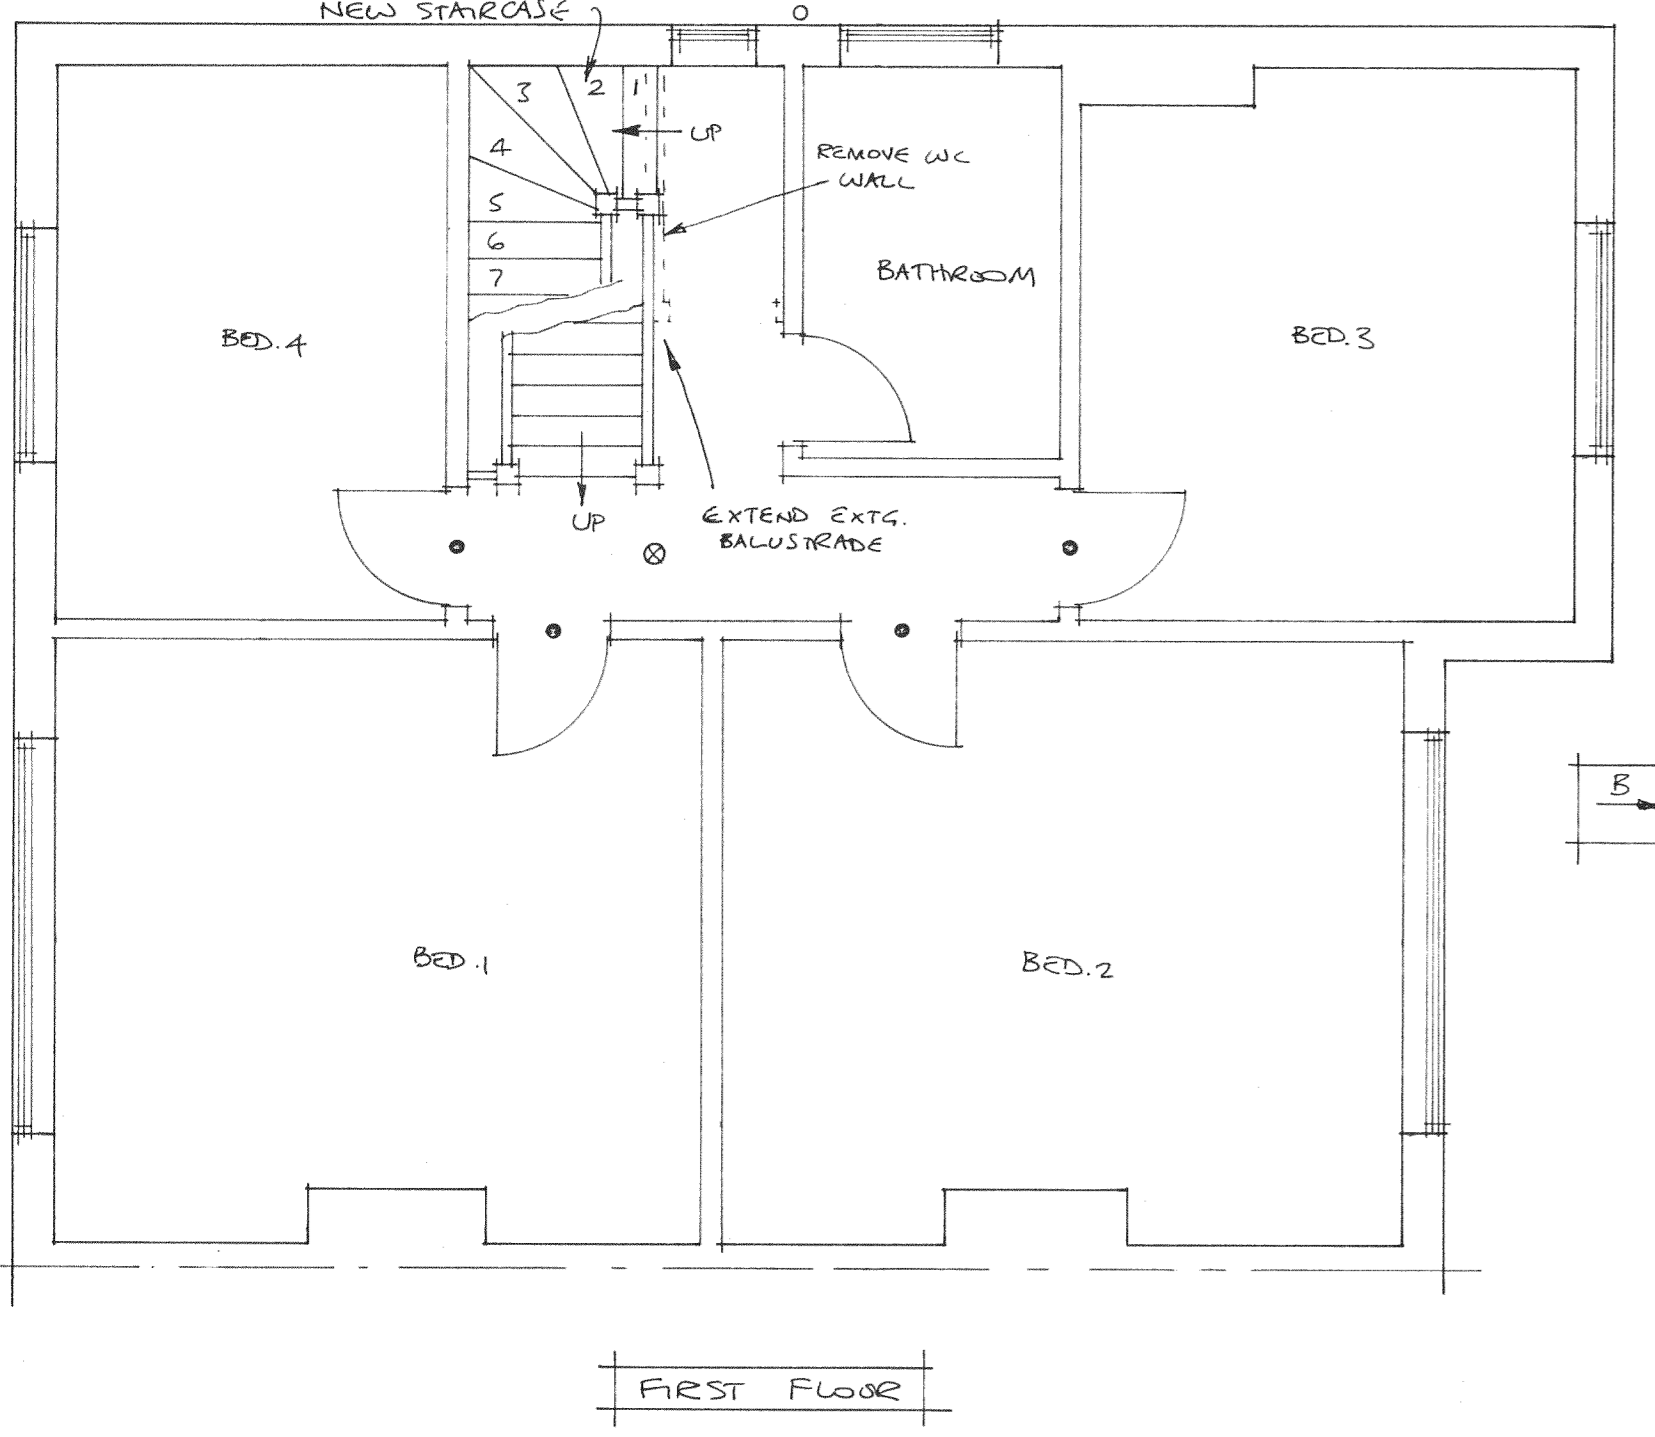 NEW STAIRCASE
3
2
1
UP
4
5
6
7
REMOVE WC
WALL
BATHROOM
BED.4
BED.3
UP
EXTEND EXTG.
BALUSTRADE
B
BED.1
BED.2
FIRST FLOOR